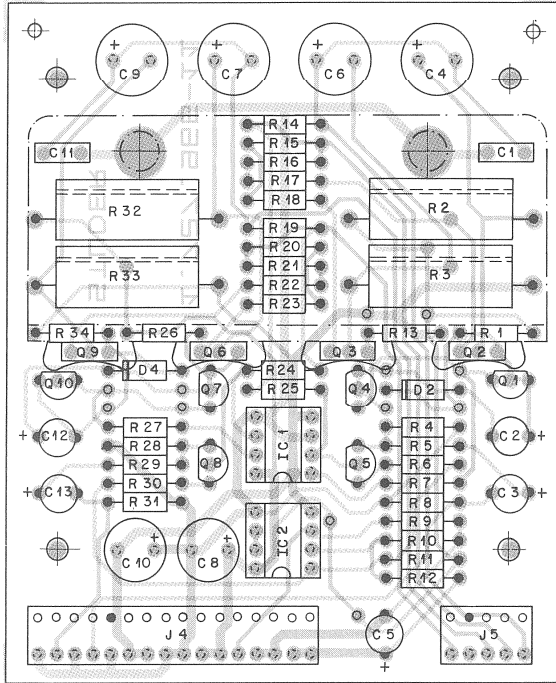 + + + +
C9 C7 C6 C4
R14
R15
C11 R16 C1
R17
R18
R32 R2
R19
R20
R33 R21 R3
R22
R23
R34 R26 R13 R1
Q9 Q6 Q3 Q2
D4 R24
Q10 Q7 R25 Q4 D2 Q1
R27 IC1 R4
+ C12 R28 R5 C2 +
R29 Q8 Q5 R6
R30 R7
+ C13 R31 R8 C3 +
R9
IC2 R10
+ +
C10 C8 R11
R12
+
J4 C5 J5
+